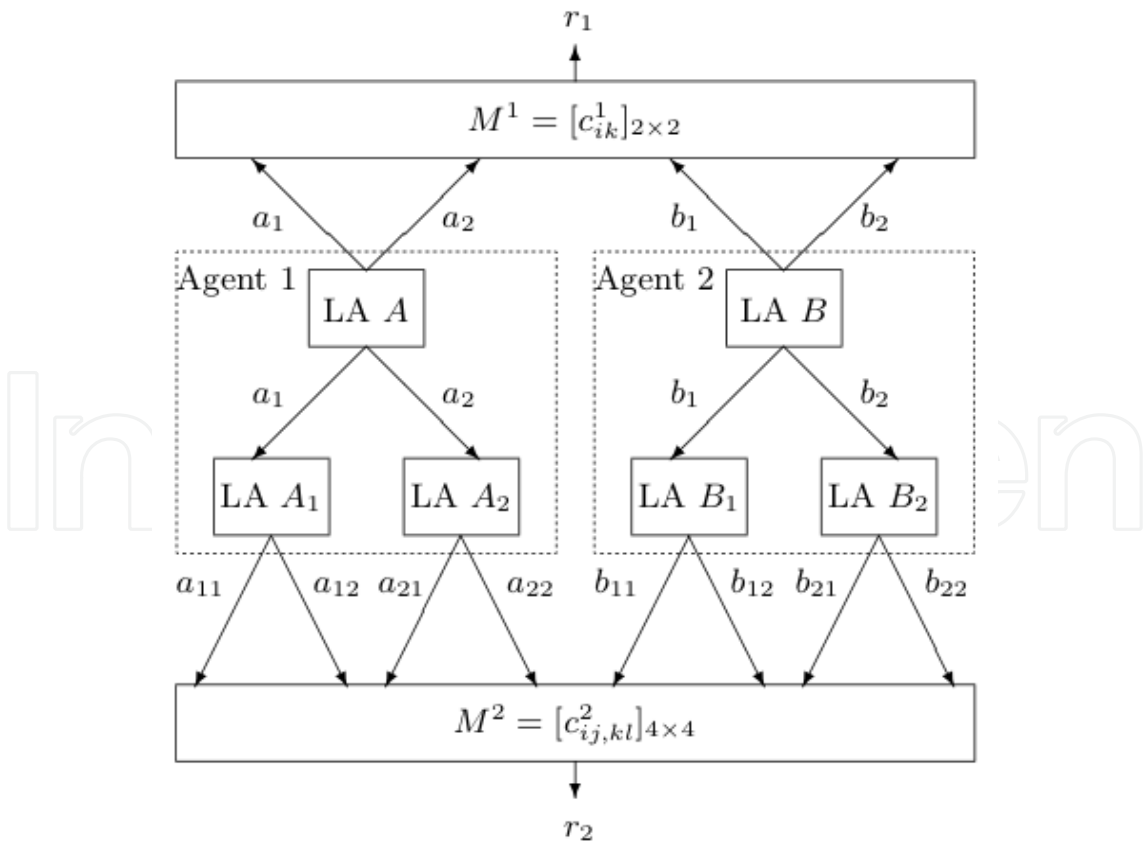 r₁
M¹ = [c¹ᵢₖ]₂×₂
a₁ a₂ b₁ b₂
Agent 1 Agent 2
LA A LA B
a₁ a₂ b₁ b₂
LA A₁ LA A₂ LA B₁ LA B₂
a₁₁ a₁₂ a₂₁ a₂₂ b₁₁ b₁₂ b₂₁ b₂₂
M² = [c²ᵢⱼ,ₖₗ]₄×₄
r₂